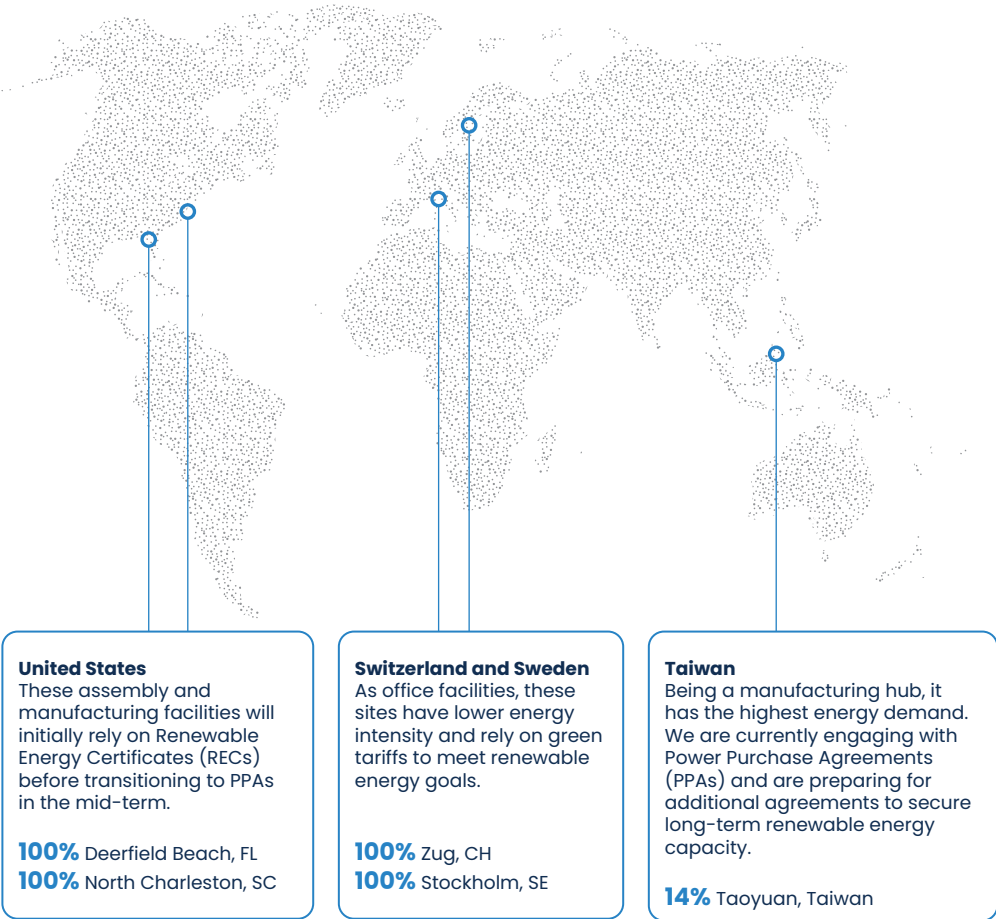 United States
These assembly and
manufacturing facilities will
initially rely on Renewable
Energy Certificates (RECs)
before transitioning to PPAs
in the mid-term.
100% Deerfield Beach, FL
100% North Charleston, SC
Switzerland and Sweden
As office facilities, these
sites have lower energy
intensity and rely on green
tariffs to meet renewable
energy goals.
100% Zug, CH
100% Stockholm, SE
Taiwan
Being a manufacturing hub, it
has the highest energy demand.
We are currently engaging with
Power Purchase Agreements
(PPAs) and are preparing for
additional agreements to secure
long-term renewable energy
capacity.
14% Taoyuan, Taiwan